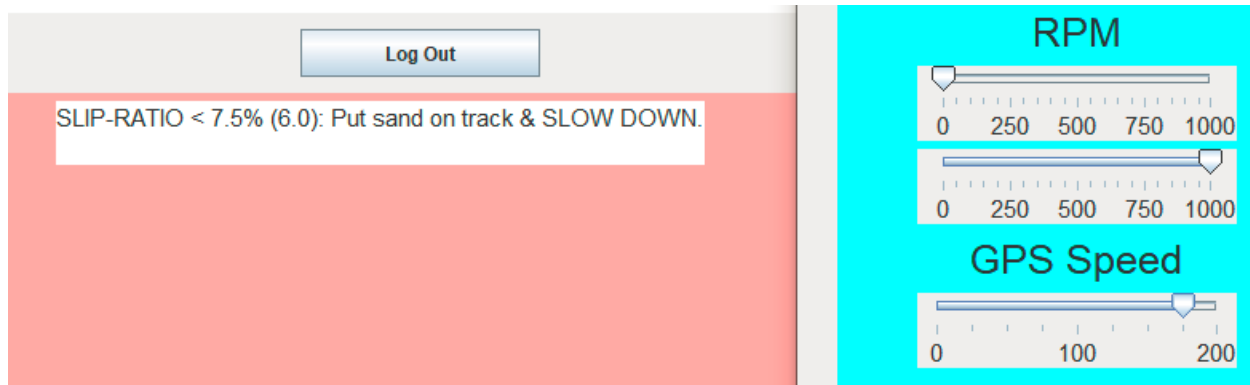 Log Out
SLIP-RATIO < 7.5% (6.0): Put sand on track & SLOW DOWN.
RPM
0 250 500 750 1000
0 250 500 750 1000
GPS Speed
0 100 200